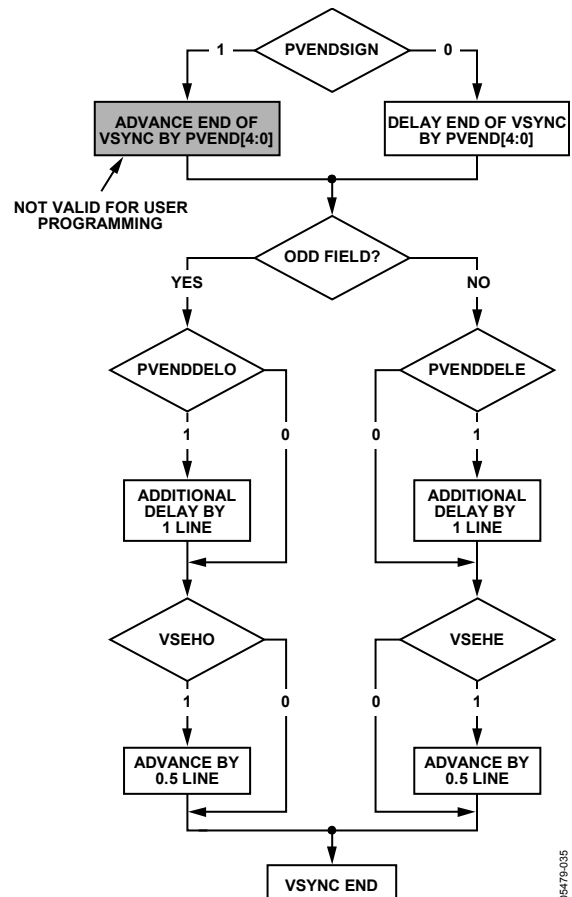 PVENDSIGN
1
0
ADVANCE END OF
VSYNC BY PVEND[4:0]
DELAY END OF VSYNC
BY PVEND[4:0]
NOT VALID FOR USER
PROGRAMMING
ODD FIELD?
YES
NO
PVENDDELO
PVENDDELE
1
0
0
1
ADDITIONAL
DELAY BY
1 LINE
ADDITIONAL
DELAY BY
1 LINE
VSEHO
VSEHE
1
0
0
1
ADVANCE BY
0.5 LINE
ADVANCE BY
0.5 LINE
VSYNC END
05479-035